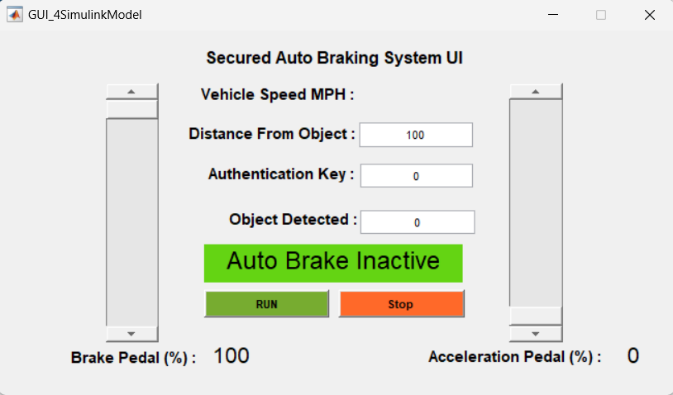 GUI_4SimulinkModel
Secured Auto Braking System UI
Vehicle Speed MPH :
Distance From Object : 100
Authentication Key : 0
Object Detected : 0
Auto Brake Inactive
RUN Stop
Brake Pedal (%) : 100 Acceleration Pedal (%) : 0